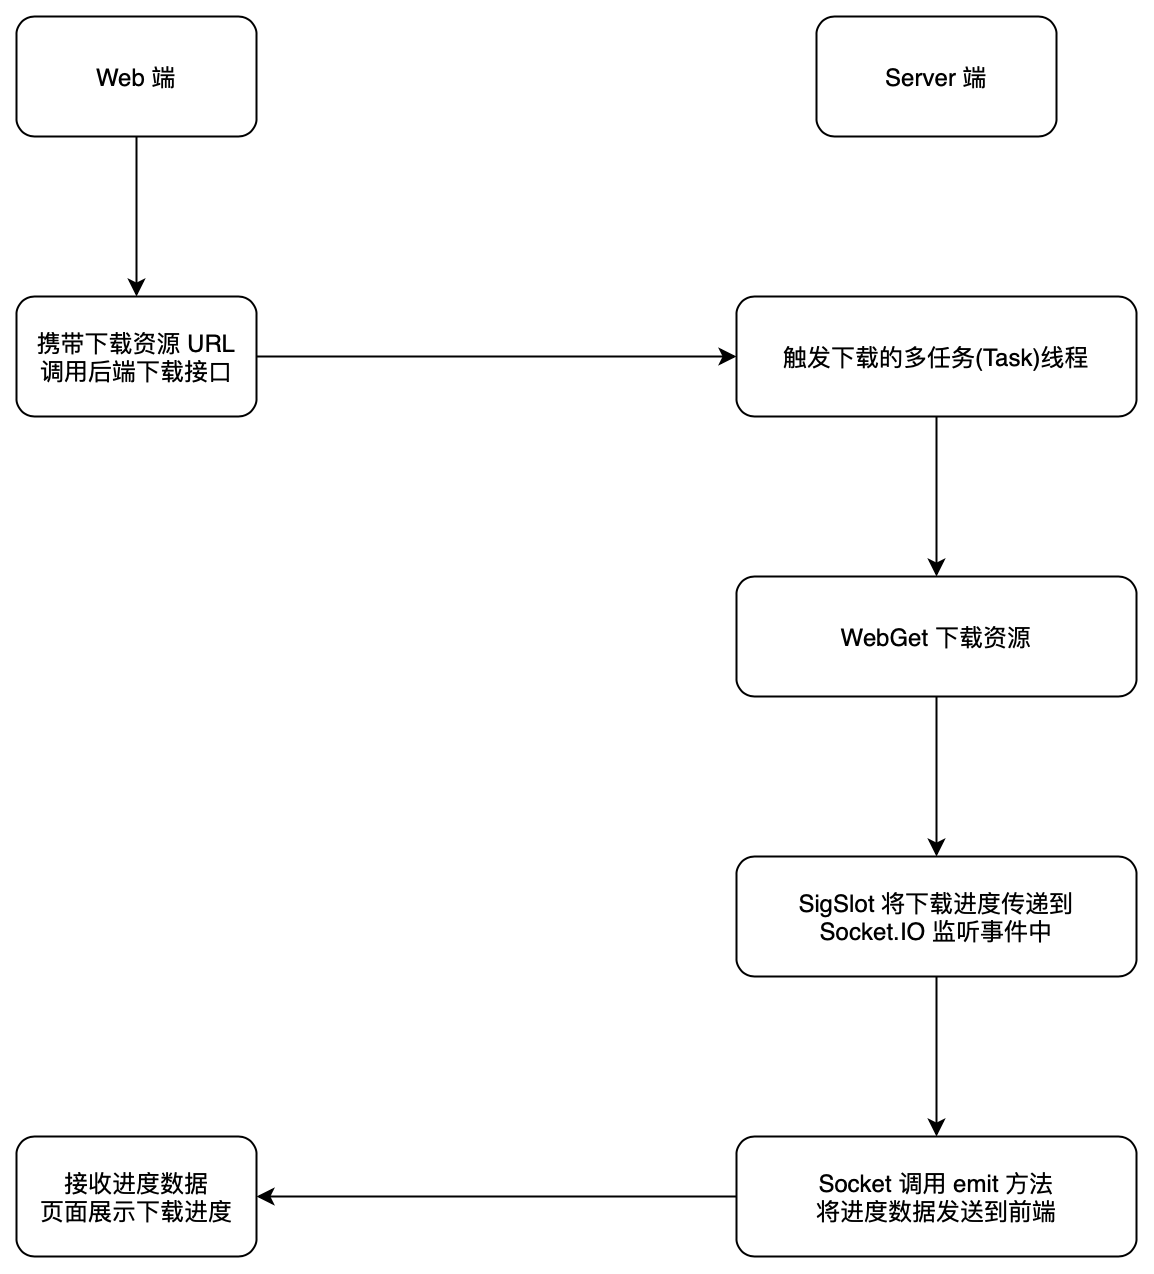 Web 端
Server 端
携带下载资源 URL
调用后端下载接口
触发下载的多任务(Task)线程
WebGet 下载资源
SigSlot 将下载进度传递到
Socket.IO 监听事件中
接收进度数据
页面展示下载进度
Socket 调用 emit 方法
将进度数据发送到前端